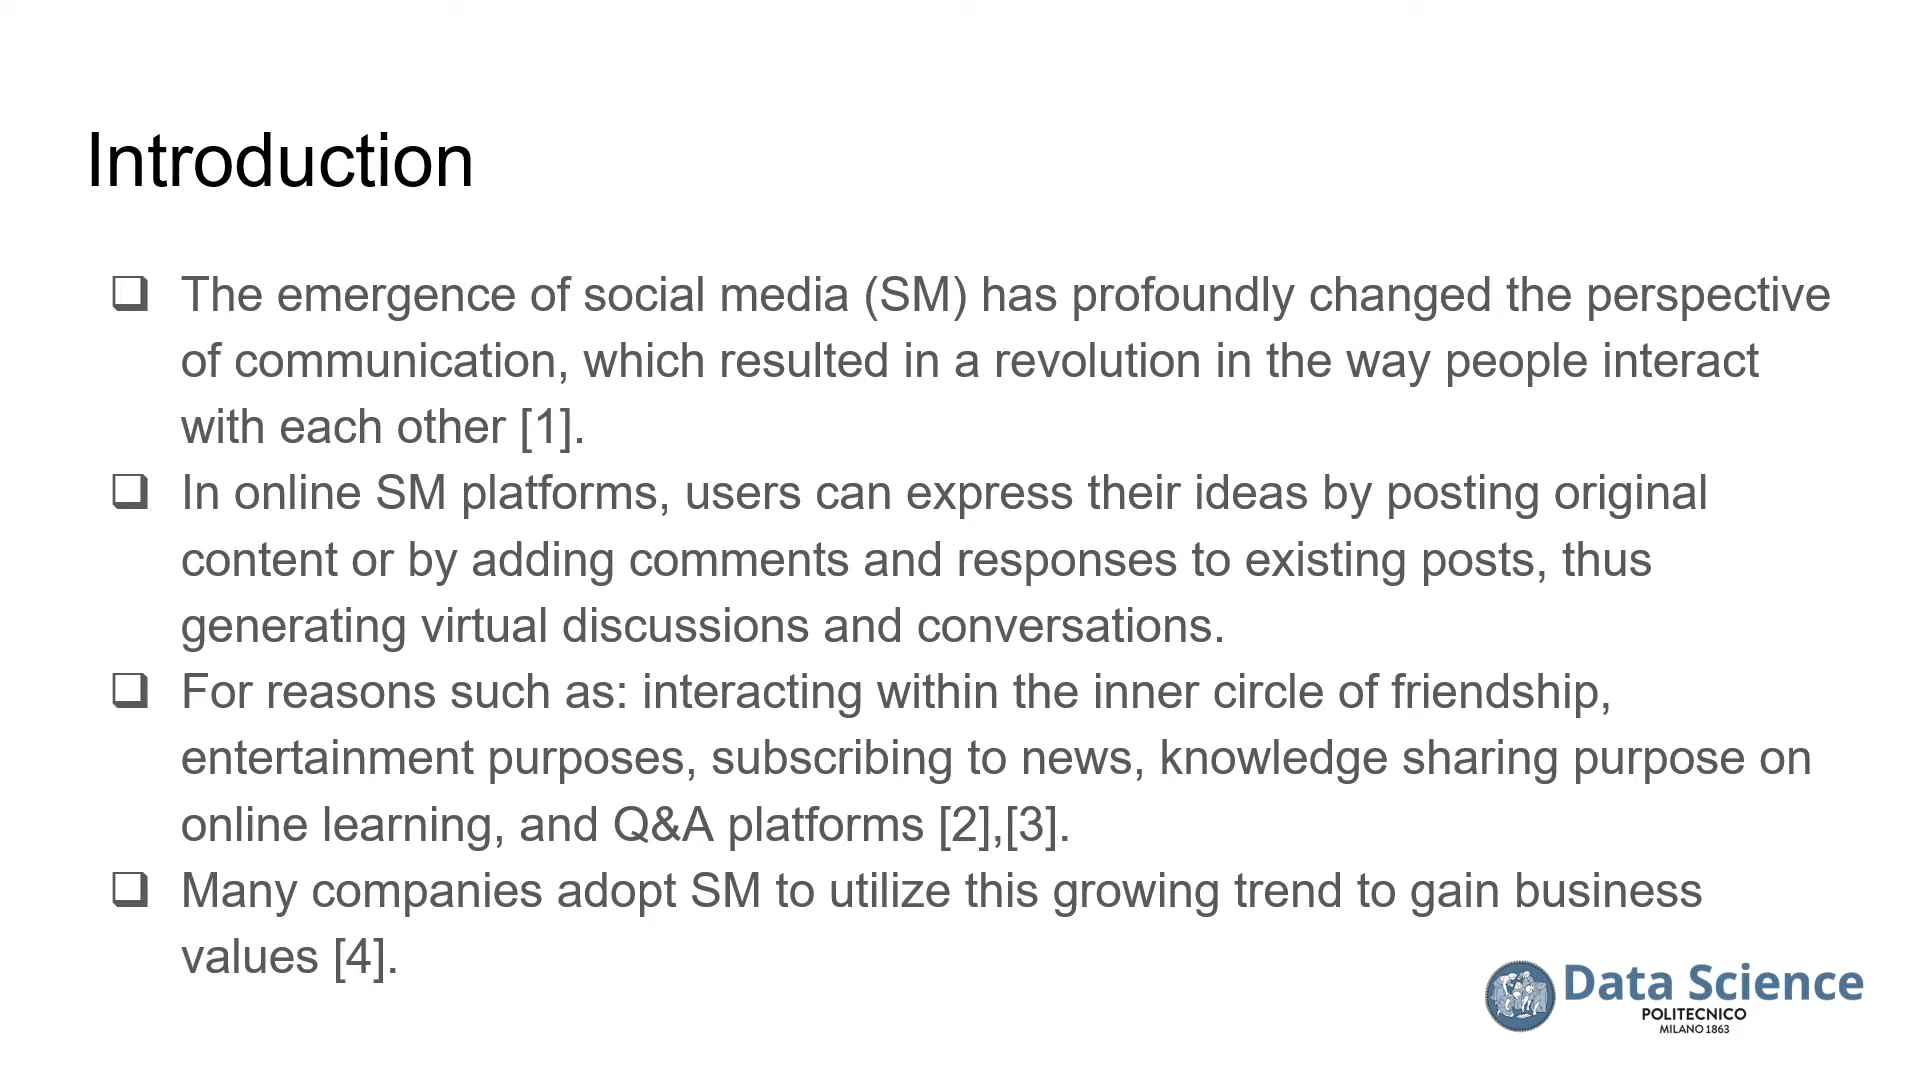 Introduction
❑ The emergence of social media (SM) has profoundly changed the perspective
of communication, which resulted in a revolution in the way people interact
with each other [1].
❑ In online SM platforms, users can express their ideas by posting original
content or by adding comments and responses to existing posts, thus
generating virtual discussions and conversations.
❑ For reasons such as: interacting within the inner circle of friendship,
entertainment purposes, subscribing to news, knowledge sharing purpose on
online learning, and Q&A platforms [2],[3].
❑ Many companies adopt SM to utilize this growing trend to gain business
values [4].
Data Science
POLITECNICO
MILANO 1863